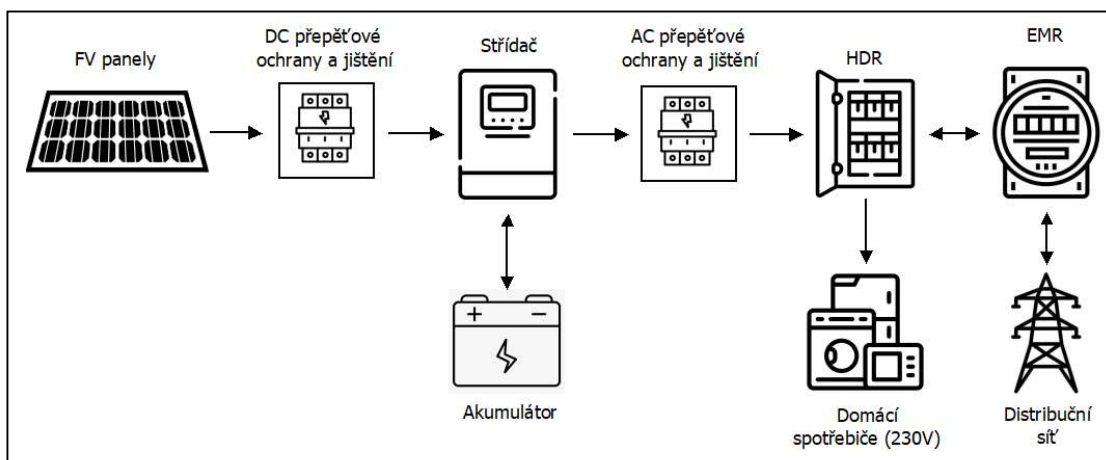 FV panely
DC přepěťové
ochrany a jištění
Střídač
AC přepěťové
ochrany a jištění
HDR
EMR
+ −
Akumulátor
Domácí
spotřebiče (230V)
Distribuční
síť